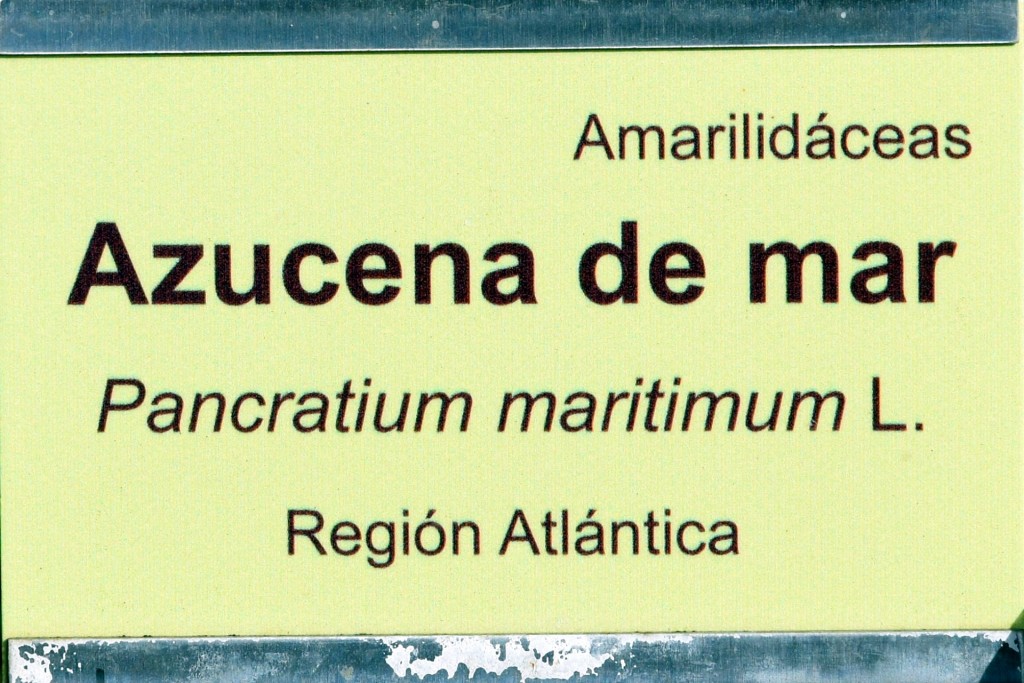 Amarilidáceas
Azucena de mar
Pancratium maritimum L.
Región Atlántica